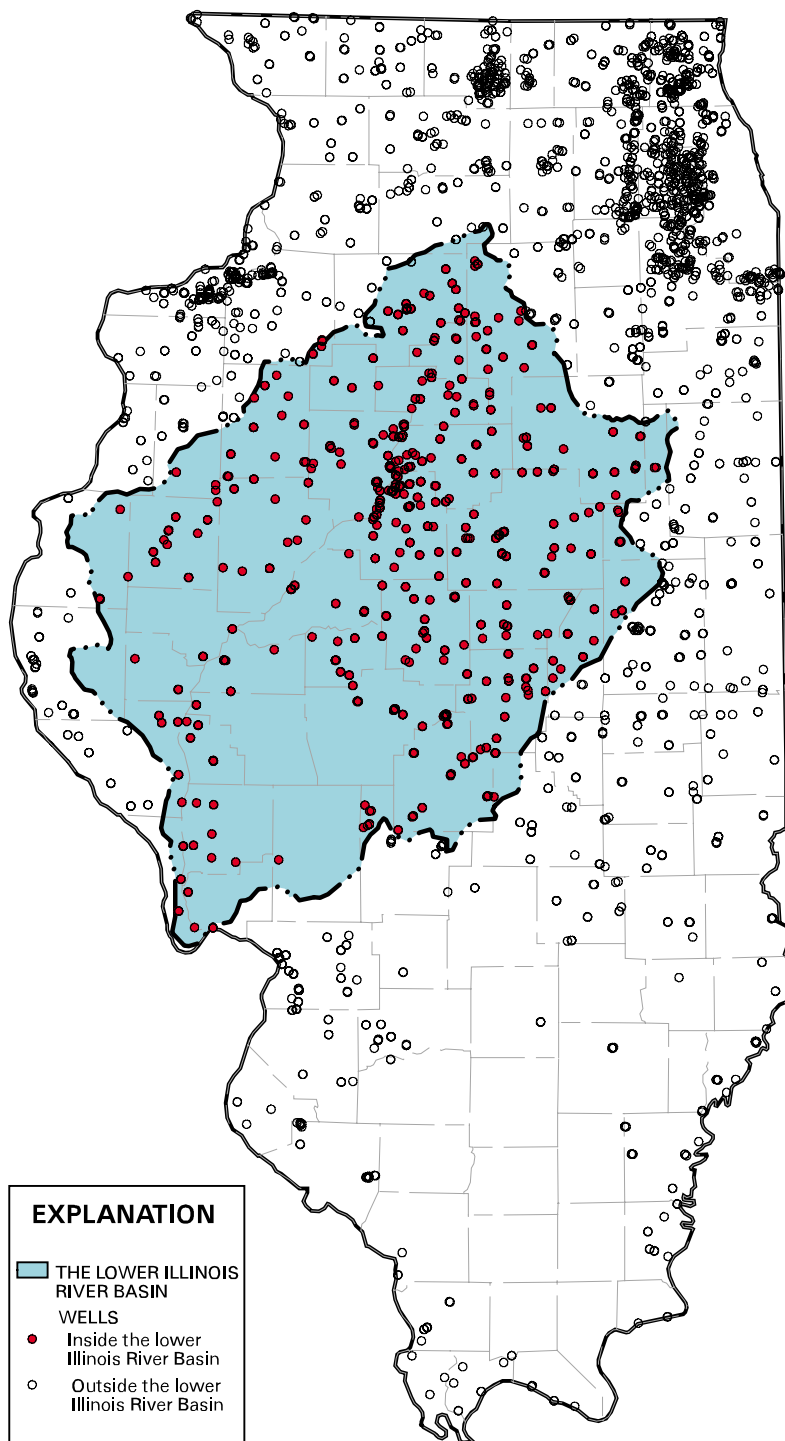 EXPLANATION
THE LOWER ILLINOIS
RIVER BASIN
WELLS
Inside the lower
Illinois River Basin
Outside the lower
Illinois River Basin